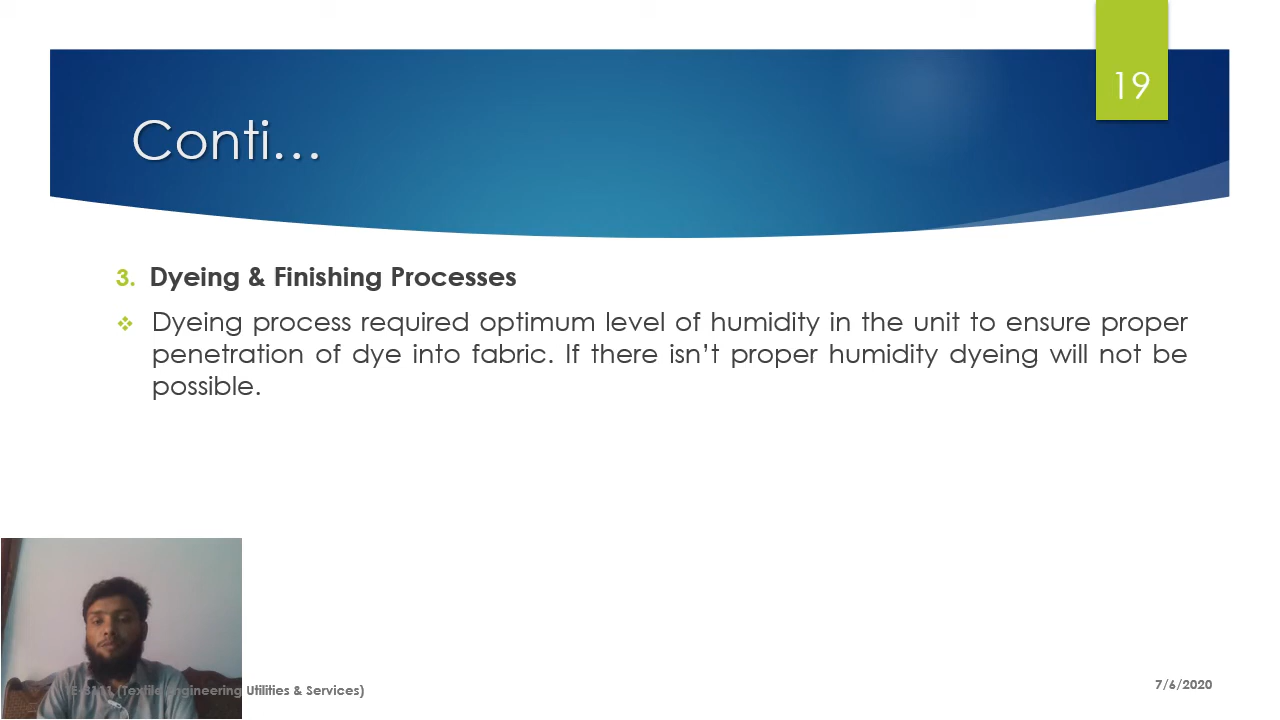 19
Conti...
3. Dyeing & Finishing Processes
Dyeing process required optimum level of humidity in the unit to ensure proper
penetration of dye into fabric. If there isn’t proper humidity dyeing will not be
possible.
(Textile Engineering Utilities & Services)
7/6/2020